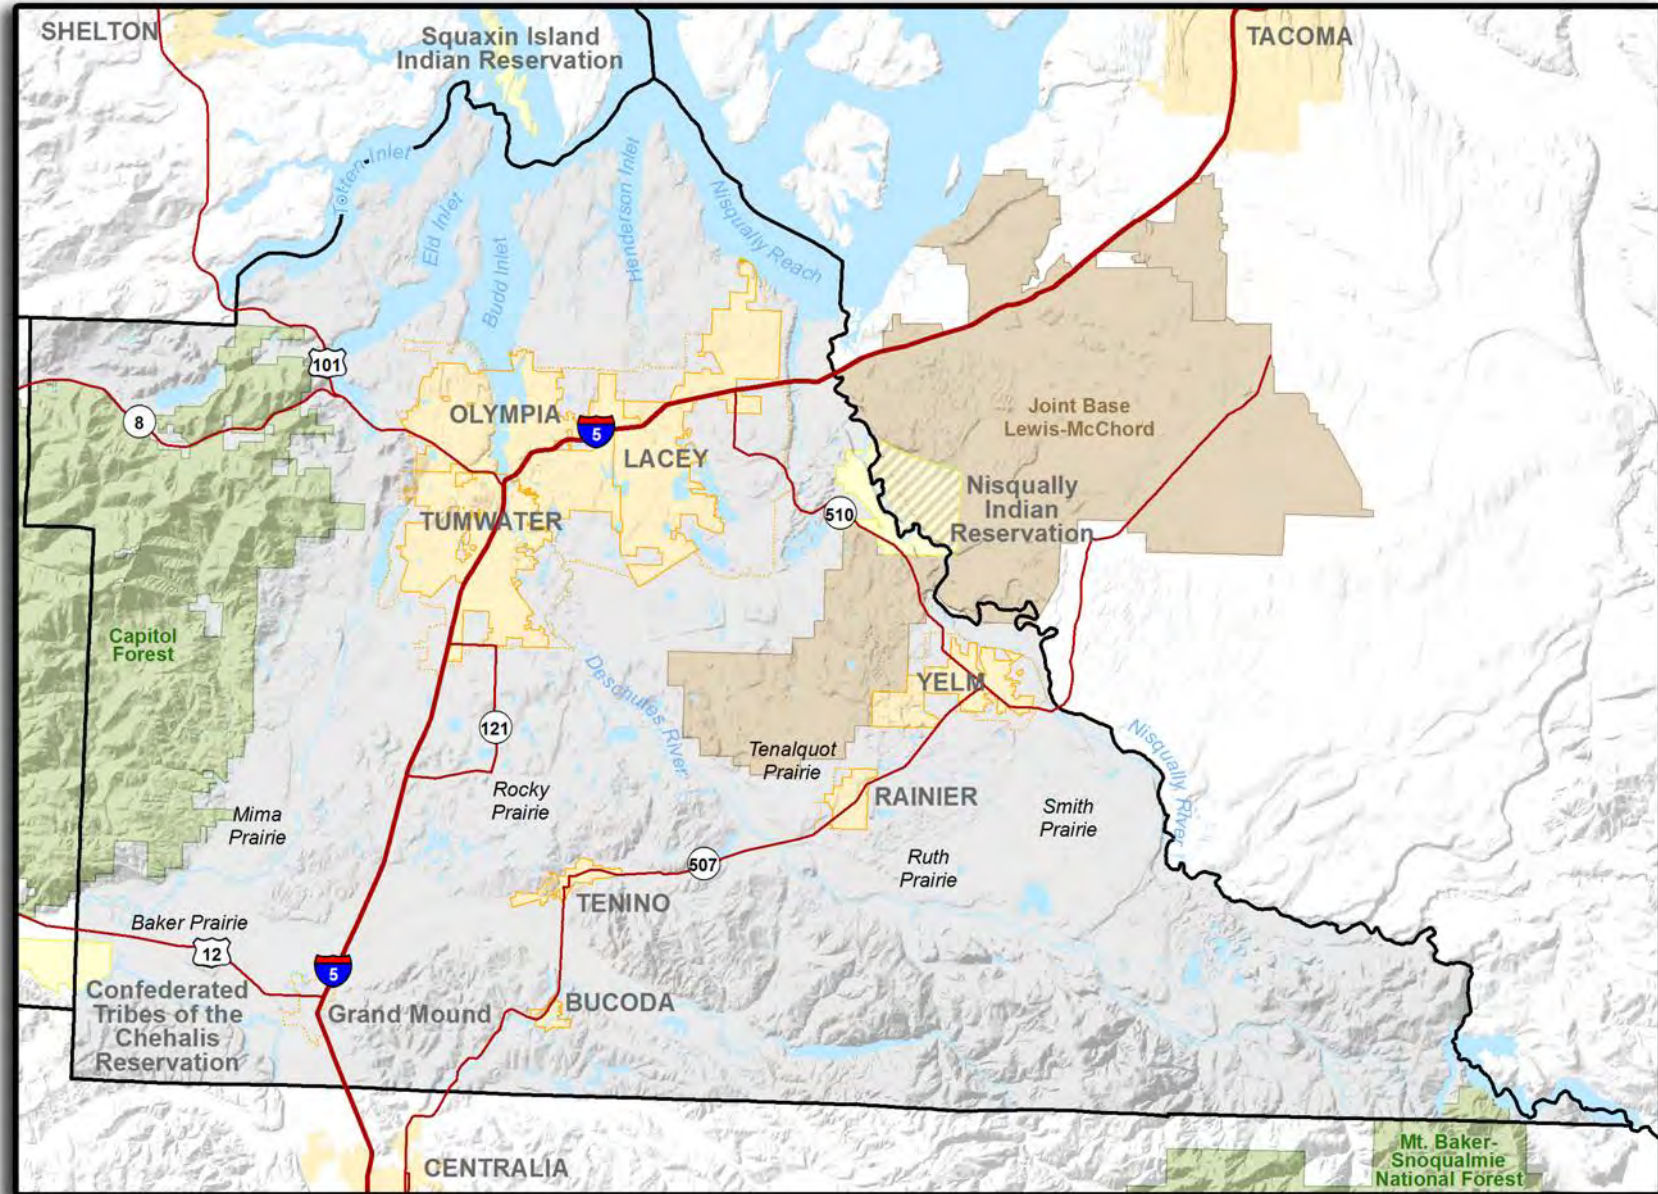 SHELTON
Squaxin Island
Indian Reservation
TACOMA
Totten Inlet
Eld Inlet
Budd Inlet
Henderson Inlet
Nisqually Reach
101
8
OLYMPIA
5
LACEY
TUMWATER
510
Joint Base
Lewis-McChord
Nisqually
Indian
Reservation
Capitol
Forest
Deschutes River
YELM
121
Tenalquot
Prairie
Nisqually River
Rocky
Prairie
Mima
Prairie
RAINIER
Smith
Prairie
507
Ruth
Prairie
TENINO
Baker Prairie
12
5
Confederated
Tribes of the
Chehalis
Reservation
Grand Mound
BUCODA
CENTRALIA
Mt. Baker-
Snoqualmie
National Forest